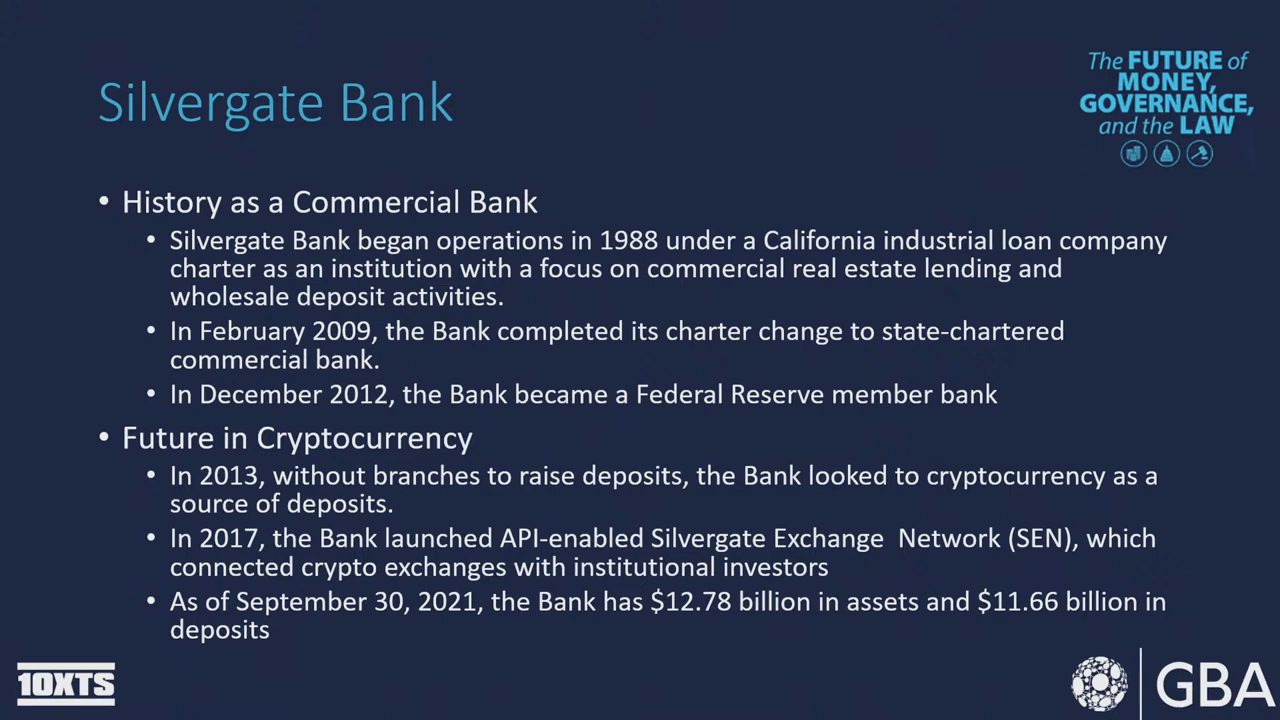 Silvergate Bank
The FUTURE of
MONEY,
GOVERNANCE,
and the LAW
• History as a Commercial Bank
• Silvergate Bank began operations in 1988 under a California industrial loan company
charter as an institution with a focus on commercial real estate lending and
wholesale deposit activities.
• In February 2009, the Bank completed its charter change to state-chartered
commercial bank.
• In December 2012, the Bank became a Federal Reserve member bank
• Future in Cryptocurrency
• In 2013, without branches to raise deposits, the Bank looked to cryptocurrency as a
source of deposits.
• In 2017, the Bank launched API-enabled Silvergate Exchange  Network (SEN), which
connected crypto exchanges with institutional investors
• As of September 30, 2021, the Bank has $12.78 billion in assets and $11.66 billion in
deposits
10XTS
GBA